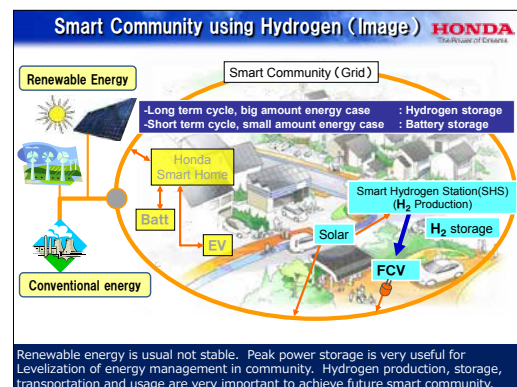 Smart Community using Hydrogen (Image)
HONDA
The Power of Dreams
Renewable Energy
Smart Community (Grid)
-Long term cycle, big amount energy case : Hydrogen storage
-Short term cycle, small amount energy case : Battery storage
Honda
Smart Home
Smart Hydrogen Station(SHS)
(H₂ Production)
Batt
Solar
H₂ storage
EV
FCV
Conventional energy
Renewable energy is usual not stable. Peak power storage is very useful for
Levelization of energy management in community. Hydrogen production, storage,
transportation and usage are very important to achieve future smart community.